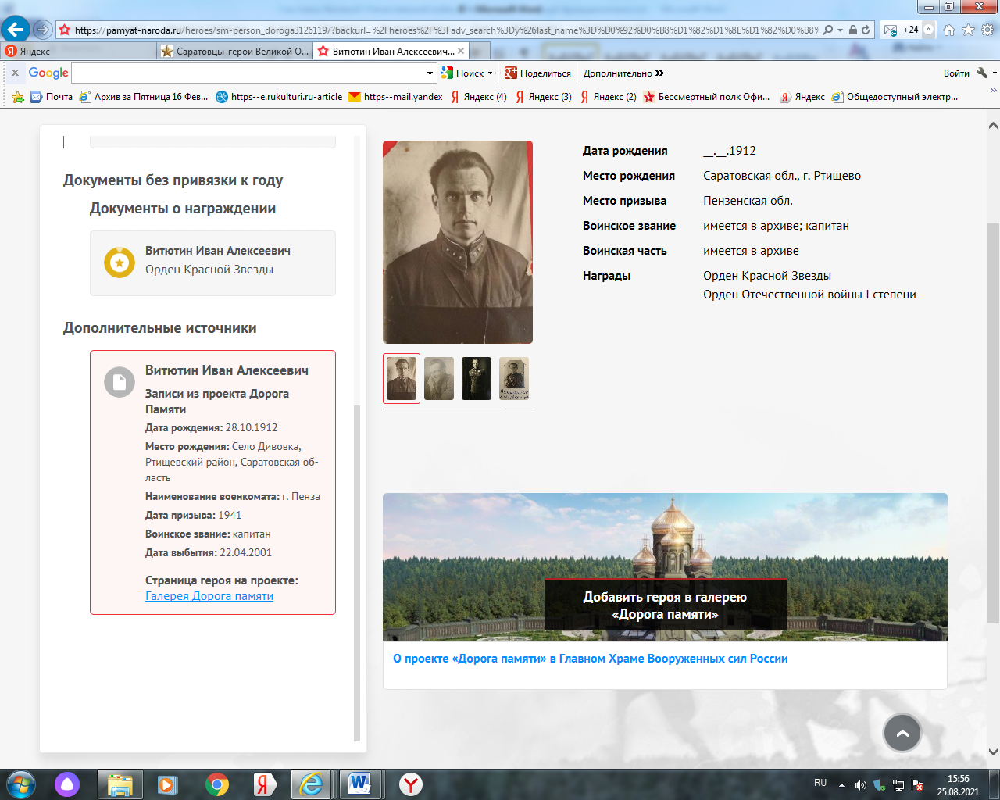 https://pamyat-naroda.ru/heroes/sm-person_doroga3126119/?backurl=%2Fheroes%2F%3Fadv_search%3Dy%26last_name%3D%D0%92%D0%B8%D1%82%D1%8E%D1%82%D0%B8%
+24
Яндекс
Саратовцы-герои Великой О...
Витютин Иван Алексеевич...
Google
Поиск
Поделиться
Дополнительно
Войти
Почта
Архив за Пятница 16 Фев...
https--e.rukulturi.ru-article
https--mail.yandex
Яндекс (4)
Яндекс (3)
Яндекс (2)
Бессмертный полк Офи...
Яндекс
Общедоступный электр...
Документы без привязки к году
Документы о награждении
Витютин Иван Алексеевич
Орден Красной Звезды
Дополнительные источники
Витютин Иван Алексеевич
Записи из проекта Дорога
Памяти
Дата рождения: 28.10.1912
Место рождения: Село Дивовка,
Ртищевский район, Саратовская об-
ласть
Наименование военкомата: г. Пенза
Дата призыва: 1941
Воинское звание: капитан
Дата выбытия: 22.04.2001
Страница героя на проекте:
Галерея Дорога памяти
Дата рождения __.__.1912
Место рождения Саратовская обл., г. Ртищево
Место призыва Пензенская обл.
Воинское звание имеется в архиве; капитан
Воинская часть имеется в архиве
Награды Орден Красной Звезды
Орден Отечественной войны I степени
Добавить героя в галерею
«Дорога памяти»
О проекте «Дорога памяти» в Главном Храме Вооруженных сил России
RU
15:56
25.08.2021